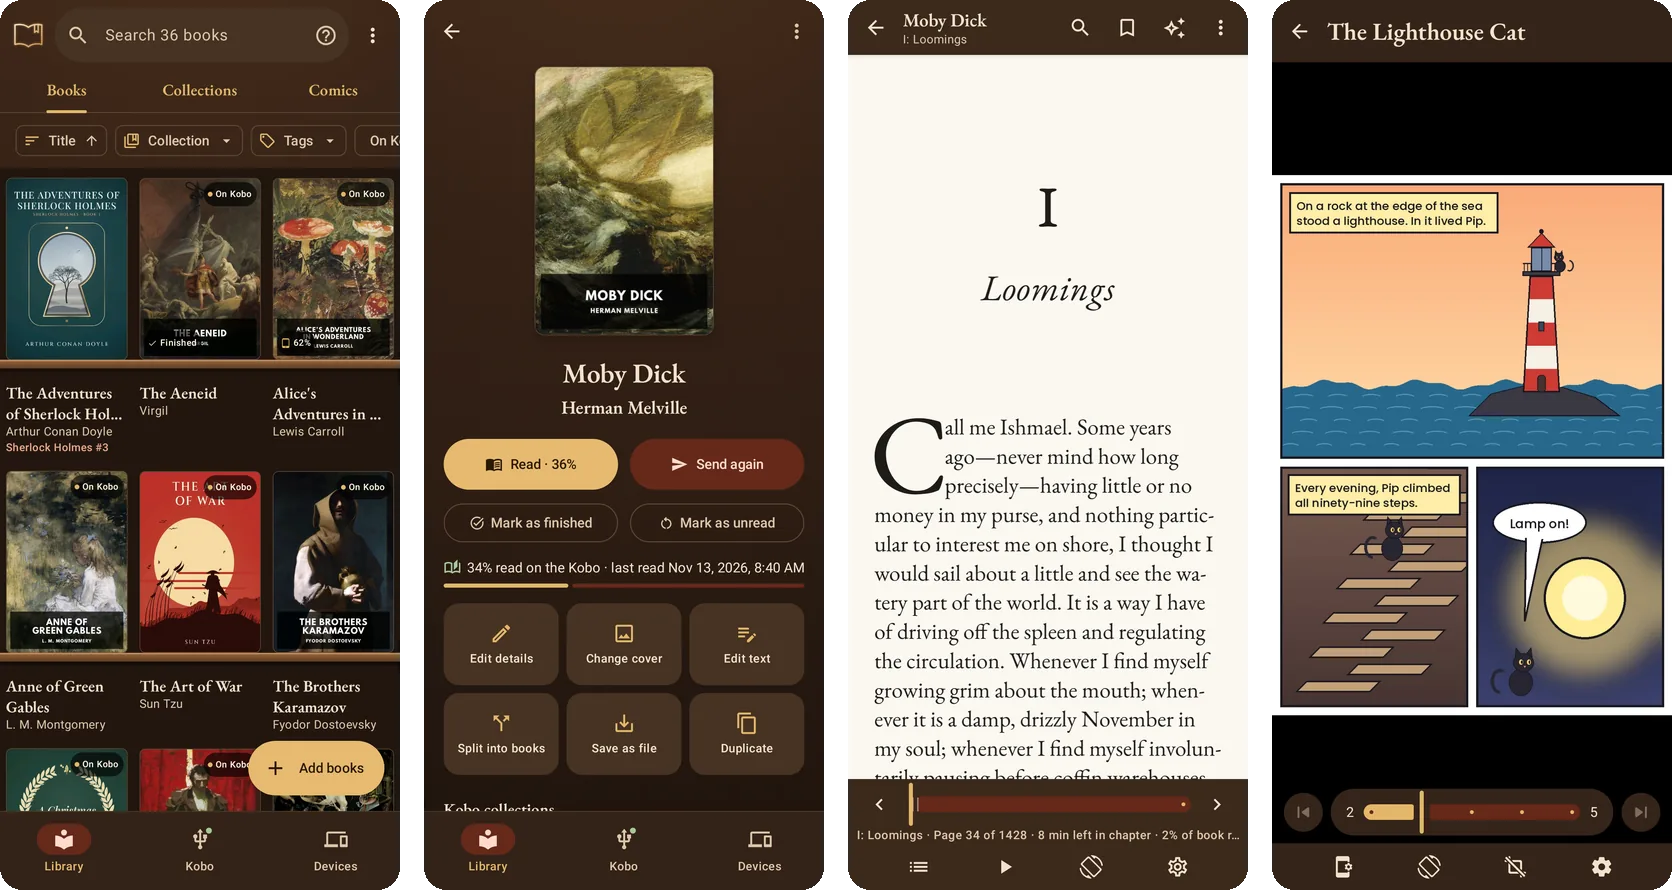 Search 36 books
Books
Collections
Comics
Title
Collection
Tags
On K
THE ADVENTURES OF
SHERLOCK HOLMES
SHERLOCK HOLMES · BOOK 3
ARTHUR CONAN DOYLE
On Kobo
THE AENEID
Finished
On Kobo
ALICE'S ADVENTURES
IN WONDERLAND
LEWIS CARROLL
62%
The Adventures
of Sherlock Hol...
Arthur Conan Doyle
Sherlock Holmes #3
The Aeneid
Virgil
Alice's
Adventures in ...
Lewis Carroll
On Kobo
ANNE OF
GREEN GABLES
L. M. MONTGOMERY
On Kobo
THE
OF WAR
SUN TZU
On Kobo
THE BROTHERS
KARAMAZOV
FYODOR DOSTOEVSKY
Anne of Green
Gables
L. M. Montgomery
The Art of War
Sun Tzu
The Brothers
Karamazov
Fyodor Dostoevsky
On Kobo
A Christmas
On Kobo
Add books
Library
Kobo
Devices
MOBY DICK
HERMAN MELVILLE
Moby Dick
Herman Melville
Read · 36%
Send again
Mark as finished
Mark as unread
34% read on the Kobo · last read Nov 13, 2026, 8:40 AM
Edit details
Change cover
Edit text
Split into books
Save as file
Duplicate
Kobo collections
Library
Kobo
Devices
Moby Dick
I: Loomings
I
Loomings
Call me Ishmael. Some years
ago—never mind how long
precisely—having little or no
money in my purse, and nothing partic-
ular to interest me on shore, I thought I
would sail about a little and see the wa-
tery part of the world. It is a way I have
of driving off the spleen and regulating
the circulation. Whenever I find myself
growing grim about the mouth; when-
ever it is a damp, drizzly November in
my soul; whenever I find myself involun-
tarily pausing before coffin warehouses
I: Loomings · Page 34 of 1428 · 8 min left in chapter · 2% of book r...
The Lighthouse Cat
On a rock at the edge of the sea
stood a lighthouse. In it lived Pip.
Every evening, Pip climbed
all ninety-nine steps.
Lamp on!
2
5